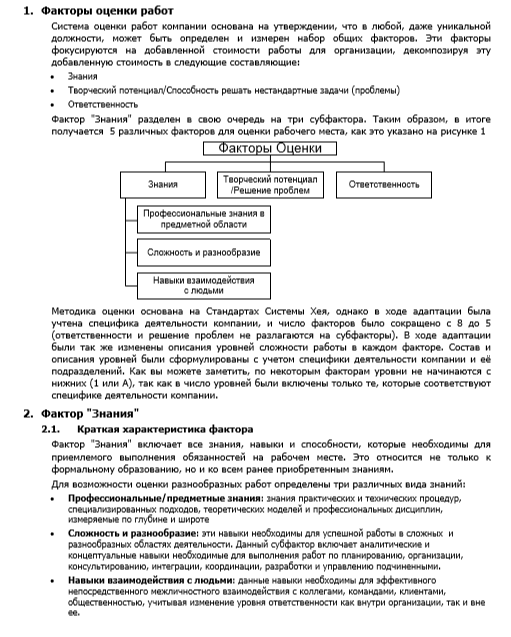 1. Факторы оценки работ
Система оценки работ компании основана на утверждении, что в любой, даже уникальной
должности, может быть определен и измерен набор общих факторов. Эти факторы
фокусируются на добавленной стоимости работы для организации, декомпозируя эту
добавленную стоимость в следующие составляющие:
• Знания
• Творческий потенциал/Способность решать нестандартные задачи (проблемы)
• Ответственность
Фактор "Знания" разделен в свою очередь на три субфактора. Таким образом, в итоге
получается 5 различных факторов для оценки рабочего места, как это указано на рисунке 1
Факторы Оценки
Знания
Творческий потенциал
/Решение проблем
Ответственность
Профессиональные знания в
предметной области
Сложность и разнообразие
Навыки взаимодействия
с людьми
Методика оценки основана на Стандартах Системы Хея, однако в ходе адаптации была
учтена специфика деятельности компании, и число факторов было сокращено с 8 до 5
(ответственности и решение проблем не разлагаются на субфакторы). В ходе адаптации
были так же изменены описания уровней сложности работы в каждом факторе. Состав и
описания уровней были сформулированы с учетом специфики деятельности компании и её
подразделений. Как вы можете заметить, по некоторым факторам уровни не начинаются с
нижних (1 или А), так как в число уровней были включены только те, которые соответствуют
специфике деятельности компании.
2. Фактор "Знания"
2.1. Краткая характеристика фактора
Фактор "Знания" включает все знания, навыки и способности, которые необходимы для
приемлемого выполнения обязанностей на рабочем месте. Это относится не только к
формальному образованию, но и ко всем ранее приобретенным знаниям.
Для возможности оценки разнообразных работ определены три различных вида знаний:
• Профессиональные/предметные знания: знания практических и технических процедур,
специализированных подходов, теоретических моделей и профессиональных дисциплин,
измеряемые по глубине и широте
• Сложность и разнообразие: эти навыки необходимы для успешной работы в сложных и
разнообразных областях деятельности. Данный субфактор включает аналитические и
концептуальные навыки необходимые для выполнения работ по планированию, организации,
консультированию, интеграции, координации, разработки и управлению подчиненными.
• Навыки взаимодействия с людьми: данные навыки необходимы для эффективного
непосредственного межличностного взаимодействия с коллегами, командами, клиентами,
общественностью, учитывая изменение уровня ответственности как внутри организации, так и вне
ее.